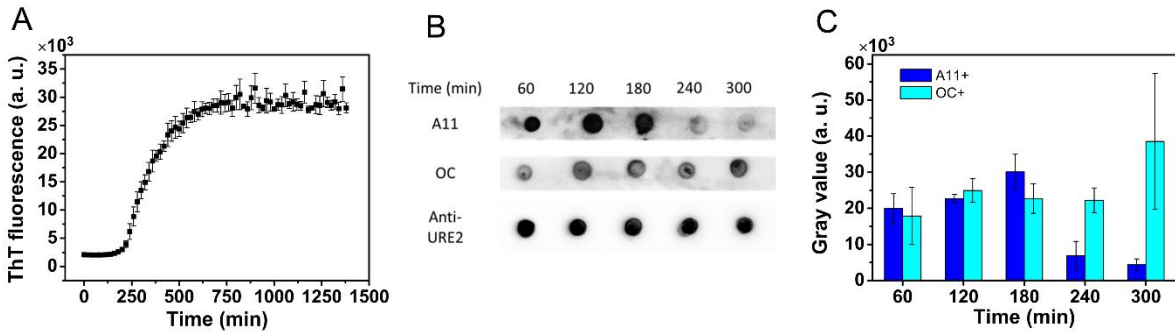 A
×10³
35
30
25
20
15
10
5
0
ThT fluorescence (a. u.)
0 250 500 750 1000 1250 1500
Time (min)
B
Time (min) 60 120 180 240 300
A11
OC
Anti-
URE2
C
×10³
60
50
40
30
20
10
0
Gray value (a. u.)
A11+
OC+
60 120 180 240 300
Time (min)